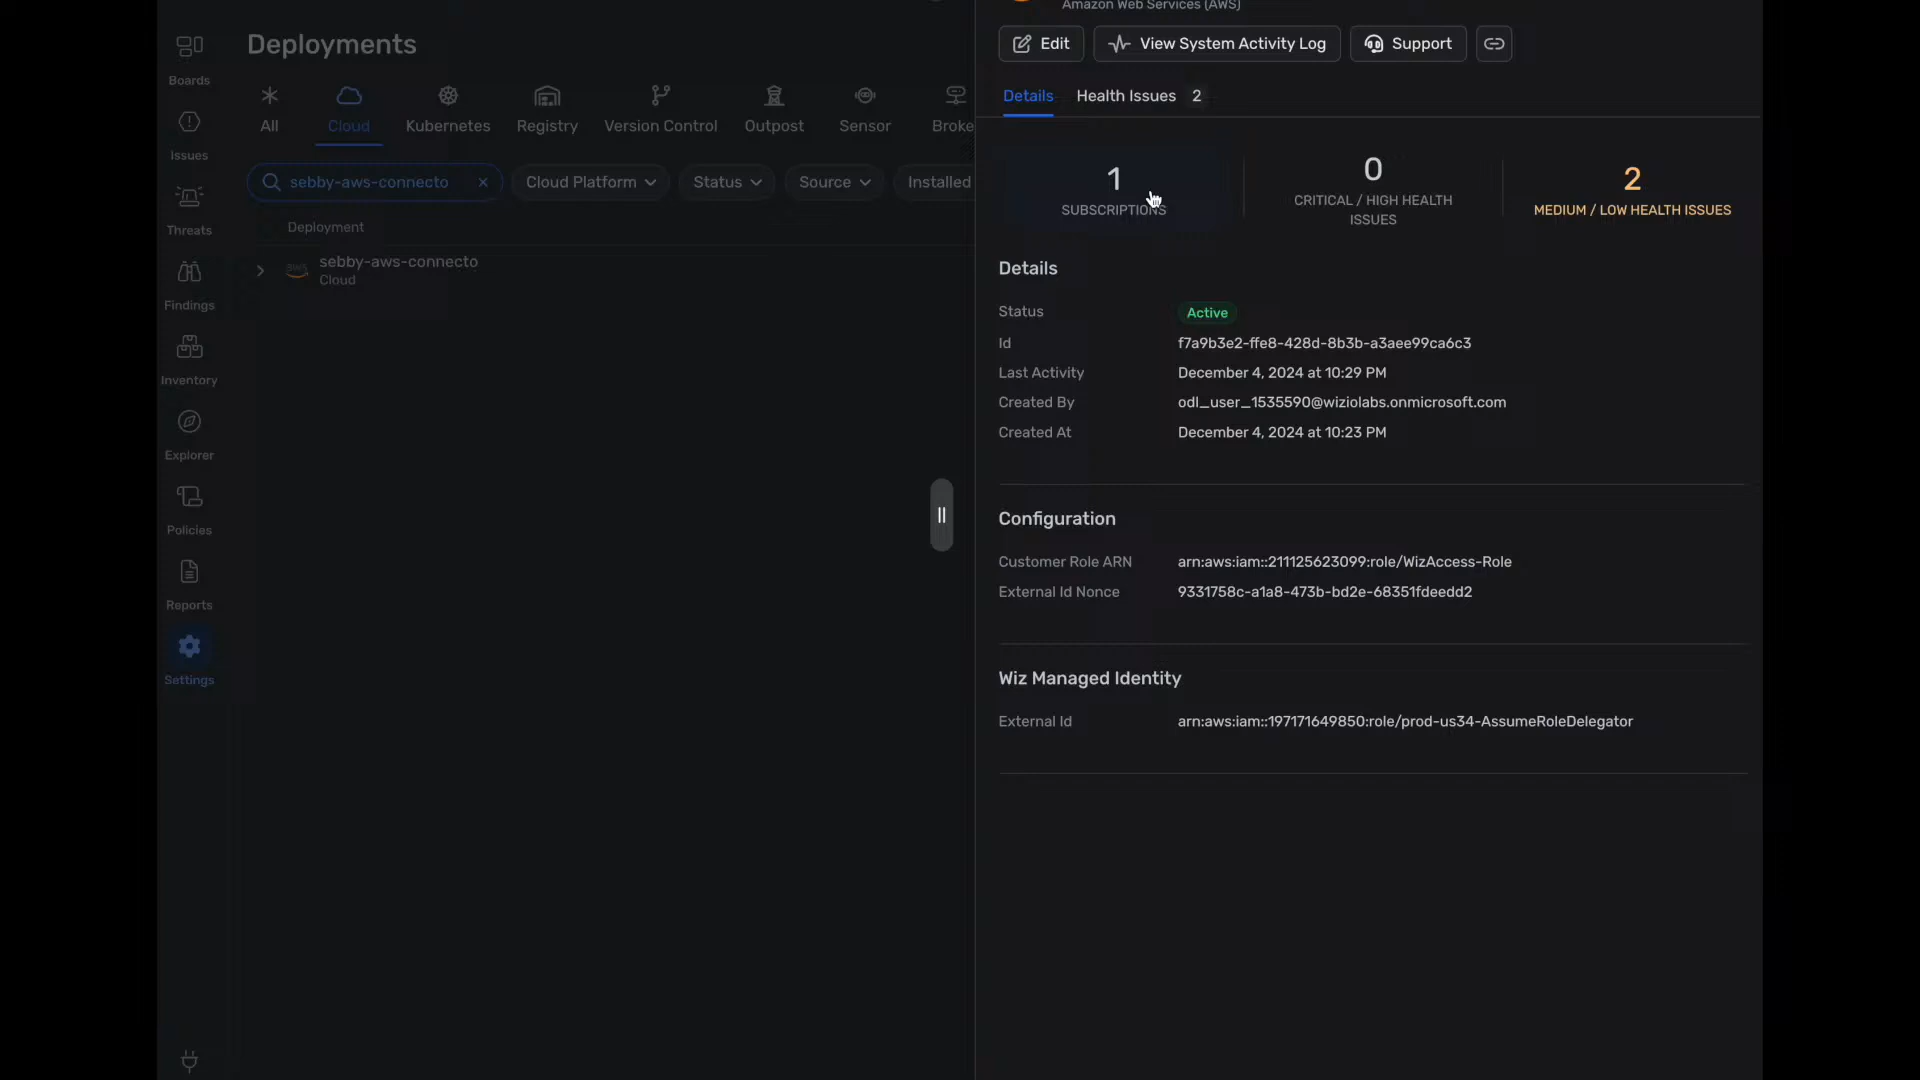 Deployments
Boards
Issues
Threats
Findings
Inventory
Explorer
Policies
Reports
Settings
All
Cloud
Kubernetes
Registry
Version Control
Outpost
Sensor
Broke
sebby-aws-connecto
Cloud Platform
Status
Source
Installed
Deployment
aws
sebby-aws-connecto
Cloud
Amazon Web Services (AWS)
Edit
View System Activity Log
Support
Details
Health Issues 2
1
SUBSCRIPTIONS
0
CRITICAL / HIGH HEALTH
ISSUES
2
MEDIUM / LOW HEALTH ISSUES
Details
Status Active
Id f7a9b3e2-ffe8-428d-8b3b-a3aee99ca6c3
Last Activity December 4, 2024 at 10:29 PM
Created By odl_user_1535590@wiziolabs.onmicrosoft.com
Created At December 4, 2024 at 10:23 PM
Configuration
Customer Role ARN arn:aws:iam::211125623099:role/WizAccess-Role
External Id Nonce 9331758c-a1a8-473b-bd2e-68351fdeedd2
Wiz Managed Identity
External Id arn:aws:iam::197171649850:role/prod-us34-AssumeRoleDelegator